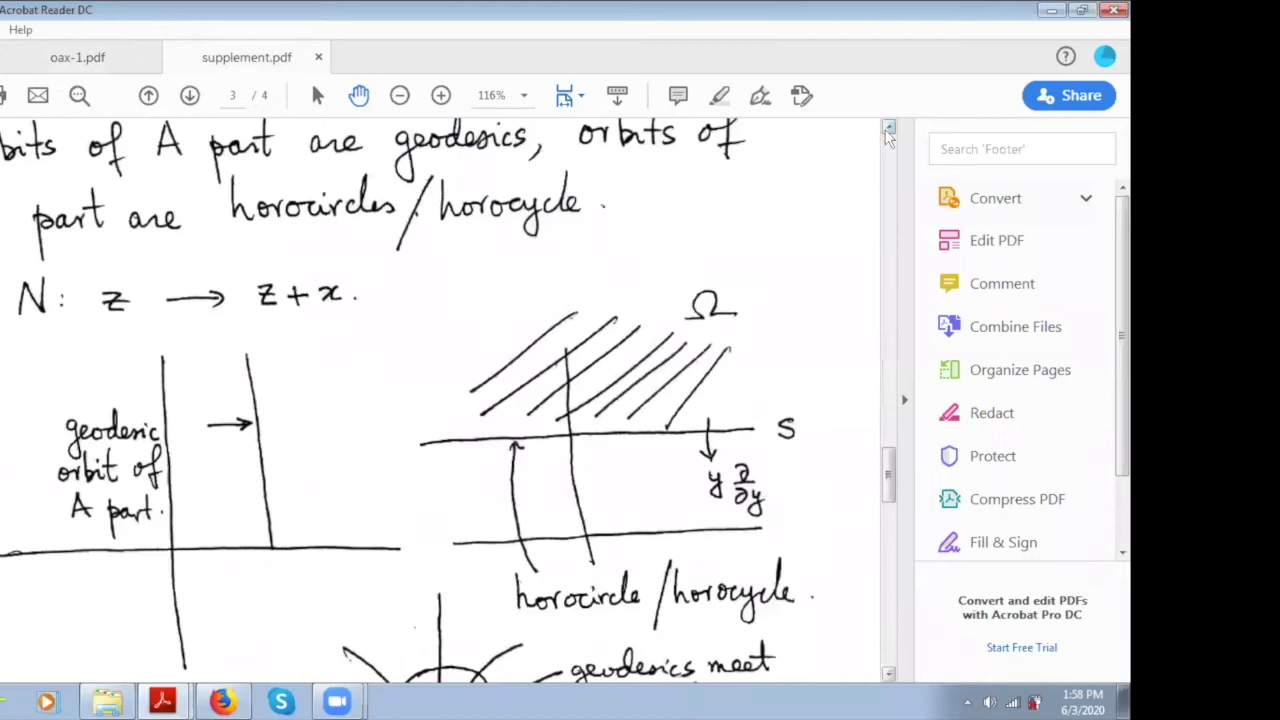 Acrobat Reader DC
Help
oax-1.pdf
supplement.pdf
3 / 4
116%
Share
bits of A part are geodesics, orbits of
part are horocircles/horocycle.
N: z → z+x.
Ω
geodesic
orbit of
A part.
S
y ∂/∂y
horocircle/horocycle.
geodesics meet
Search 'Footer'
Convert
Edit PDF
Comment
Combine Files
Organize Pages
Redact
Protect
Compress PDF
Fill & Sign
Convert and edit PDFs
with Acrobat Pro DC
Start Free Trial
1:58 PM
6/3/2020